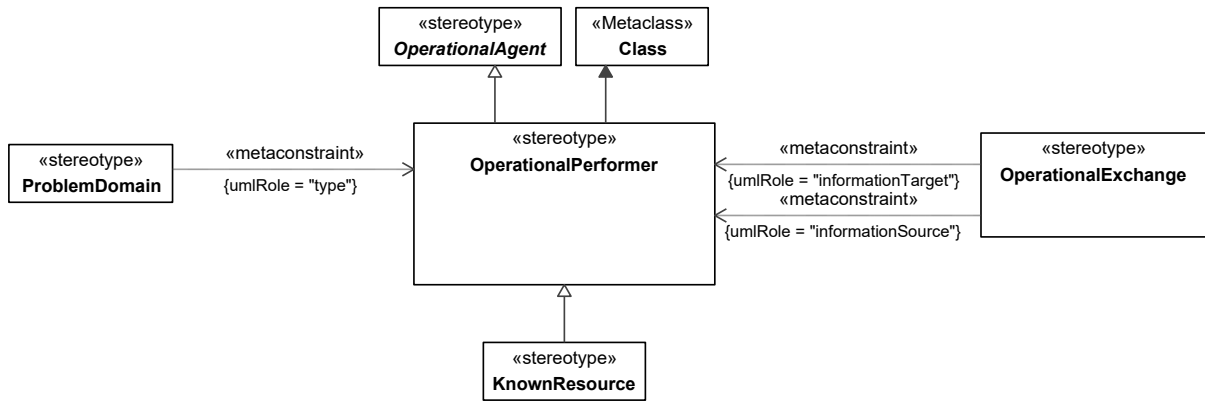 «stereotype»
OperationalAgent
«Metaclass»
Class
«stereotype»
OperationalPerformer
«stereotype»
ProblemDomain
«metaconstraint»
{umlRole = "type"}
«metaconstraint»
{umlRole = "informationTarget"}
«metaconstraint»
{umlRole = "informationSource"}
«stereotype»
OperationalExchange
«stereotype»
KnownResource